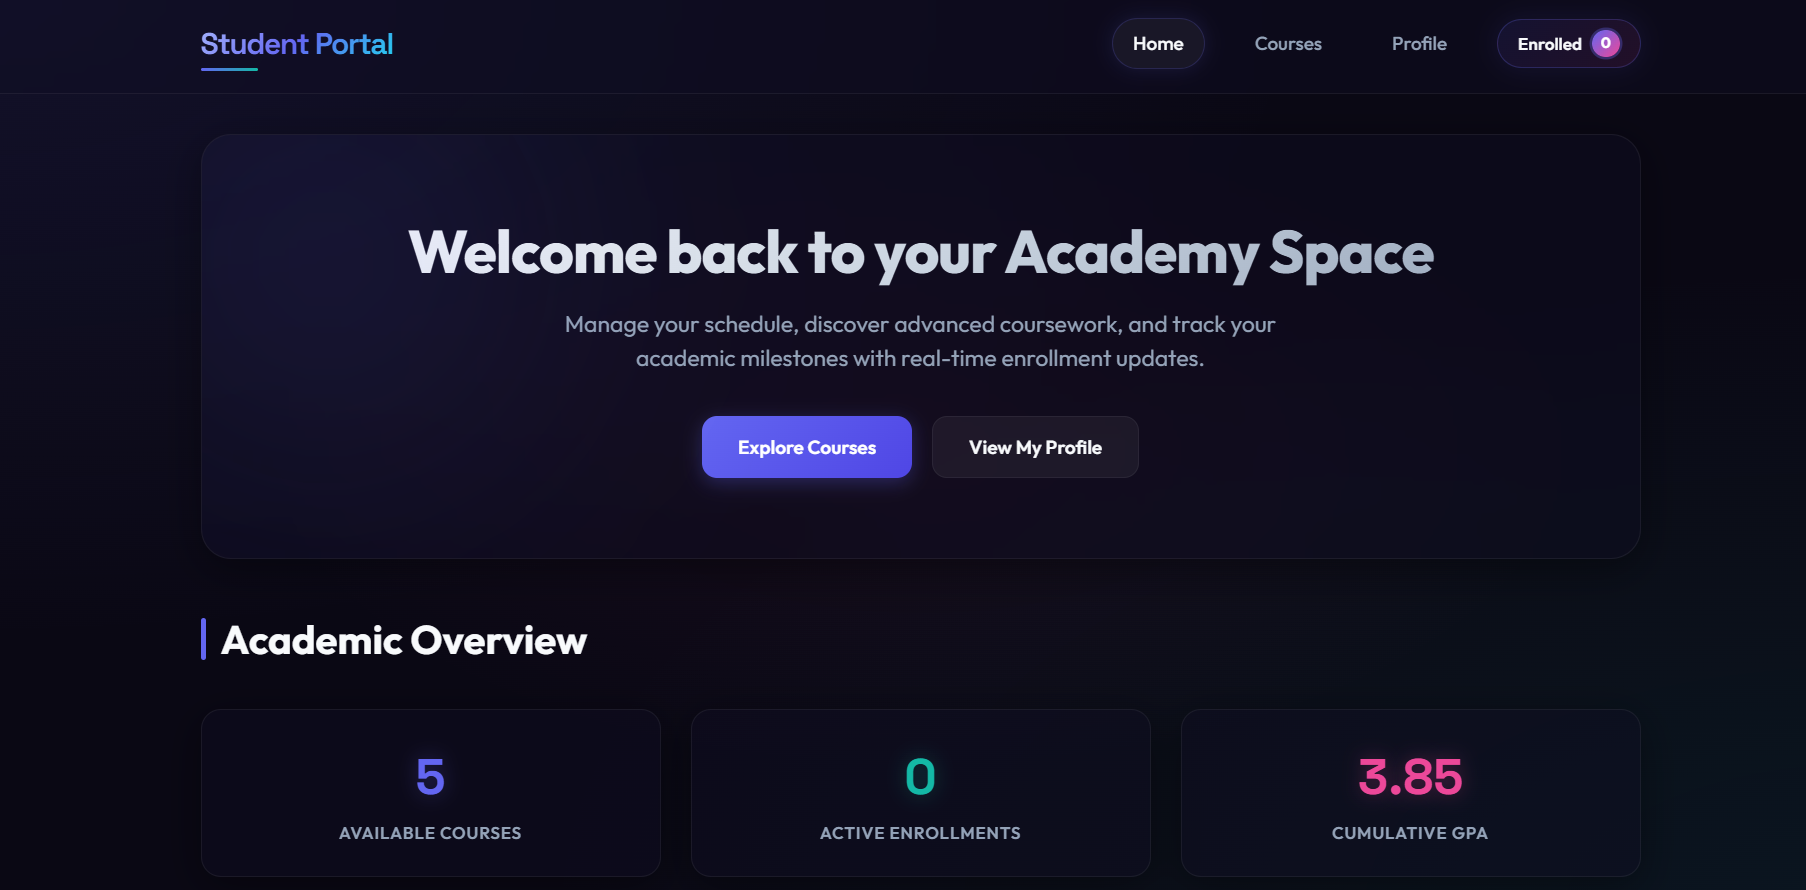 Student Portal
Home
Courses
Profile
Enrolled 0
Welcome back to your Academy Space
Manage your schedule, discover advanced coursework, and track your
academic milestones with real-time enrollment updates.
Explore Courses
View My Profile
Academic Overview
5
AVAILABLE COURSES
0
ACTIVE ENROLLMENTS
3.85
CUMULATIVE GPA